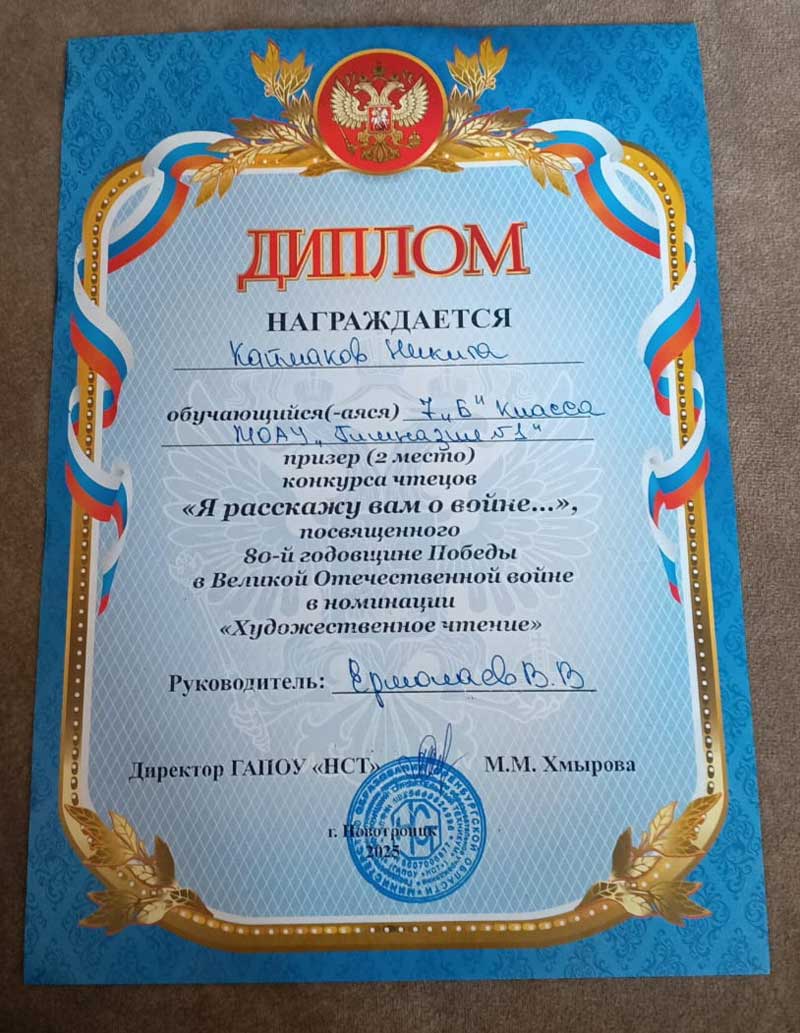 ДИПЛОМ
НАГРАЖДАЕТСЯ
Каймаков Никита
обучающийся(-аяся) 7 „Б" класса
МОАУ „Гимназия №1"
призер (2 место)
конкурса чтецов
«Я расскажу вам о войне...»,
посвященного
80-й годовщине Победы
в Великой Отечественной войне
в номинации
«Художественное чтение»
Руководитель: Ермолаев В.В
Директор ГАПОУ «НСТ» М.М. Хмырова
г. Новотроицк
2025